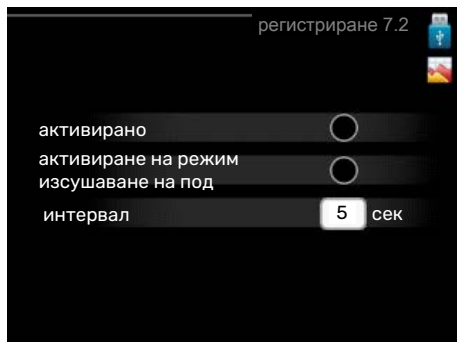 регистриране 7.2
активирано
активиране на режим
изсушаване на под
интервал 5 сек